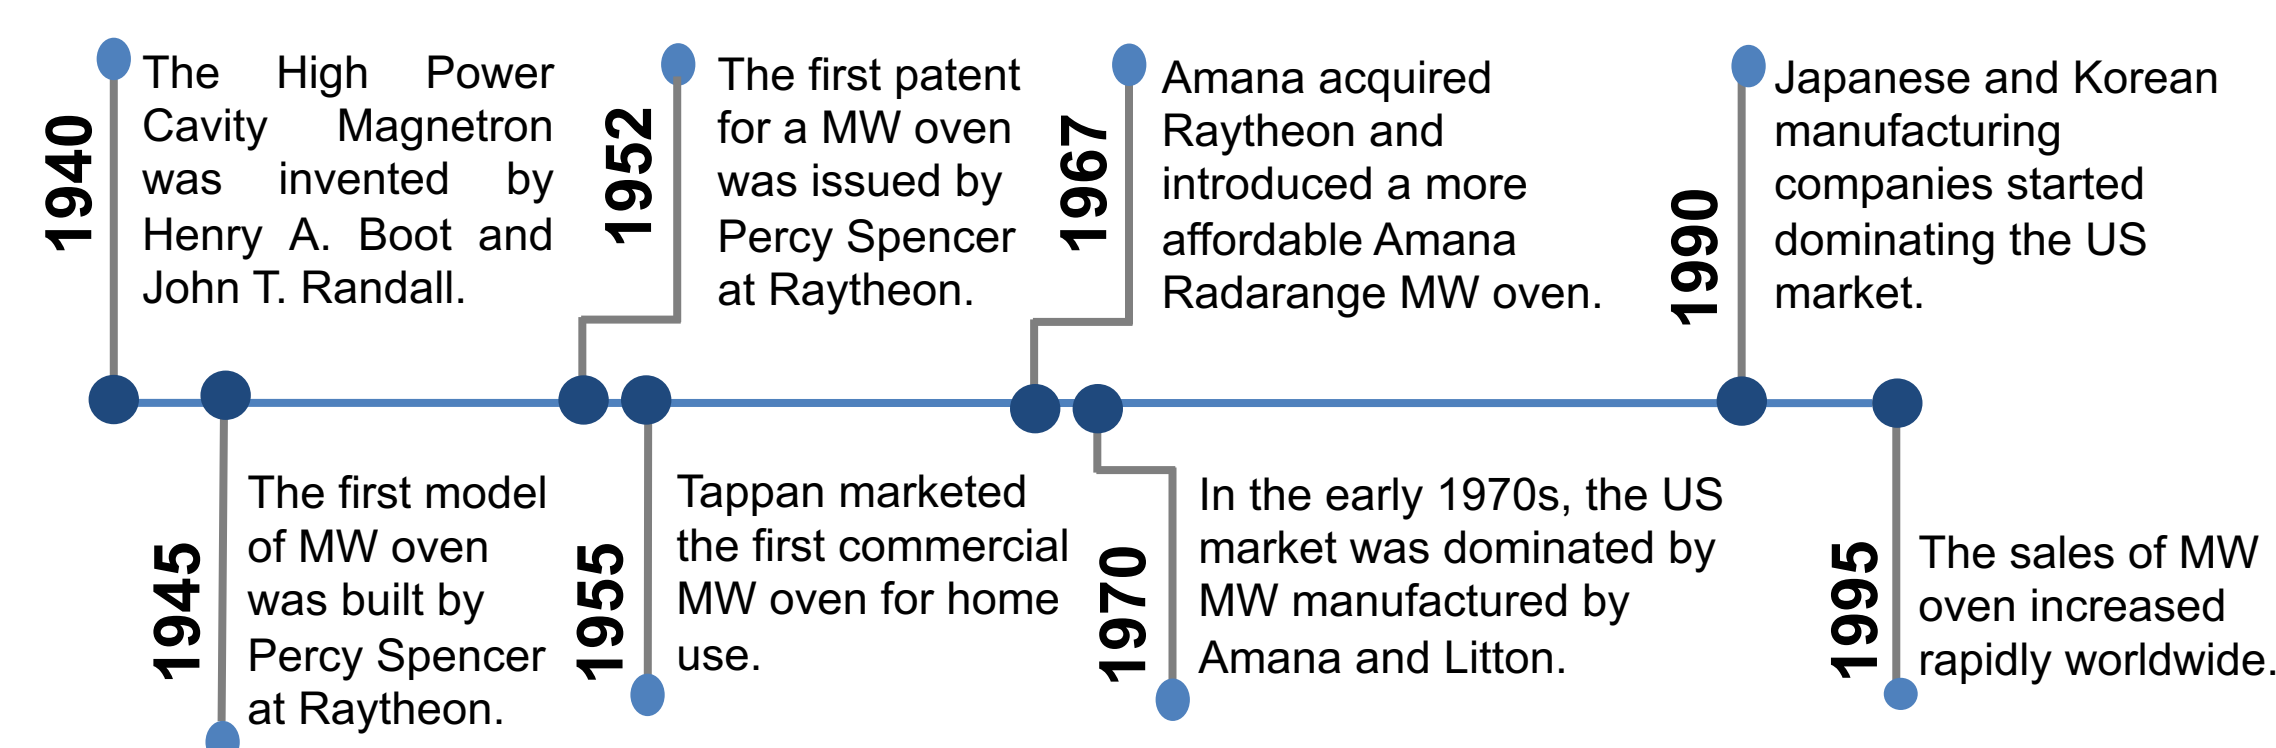 1940
The High Power
Cavity Magnetron
was invented by
Henry A. Boot and
John T. Randall.
1945
The first model
of MW oven
was built by
Percy Spencer
at Raytheon.
1952
The first patent
for a MW oven
was issued by
Percy Spencer
at Raytheon.
1955
Tappan marketed
the first commercial
MW oven for home
use.
1967
Amana acquired
Raytheon and
introduced a more
affordable Amana
Radarange MW oven.
1970
In the early 1970s, the US
market was dominated by
MW manufactured by
Amana and Litton.
1990
Japanese and Korean
manufacturing
companies started
dominating the US
market.
1995
The sales of MW
oven increased
rapidly worldwide.